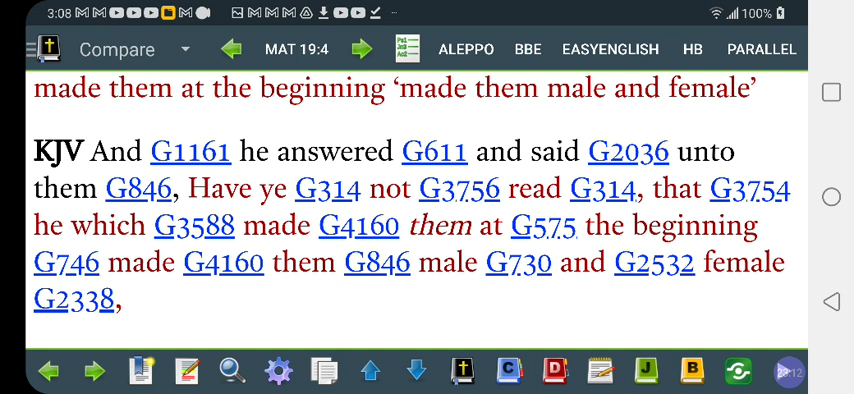 3:08 100%
Compare MAT 19:4 ALEPPO BBE EASYENGLISH HB PARALLEL
made them at the beginning ‘made them male and female’
KJV And G1161 he answered G611 and said G2036 unto
them G846, Have ye G314 not G3756 read G314, that G3754
he which G3588 made G4160 them at G575 the beginning
G746 made G4160 them G846 male G730 and G2532 female
G2338,
C D J B 29:12